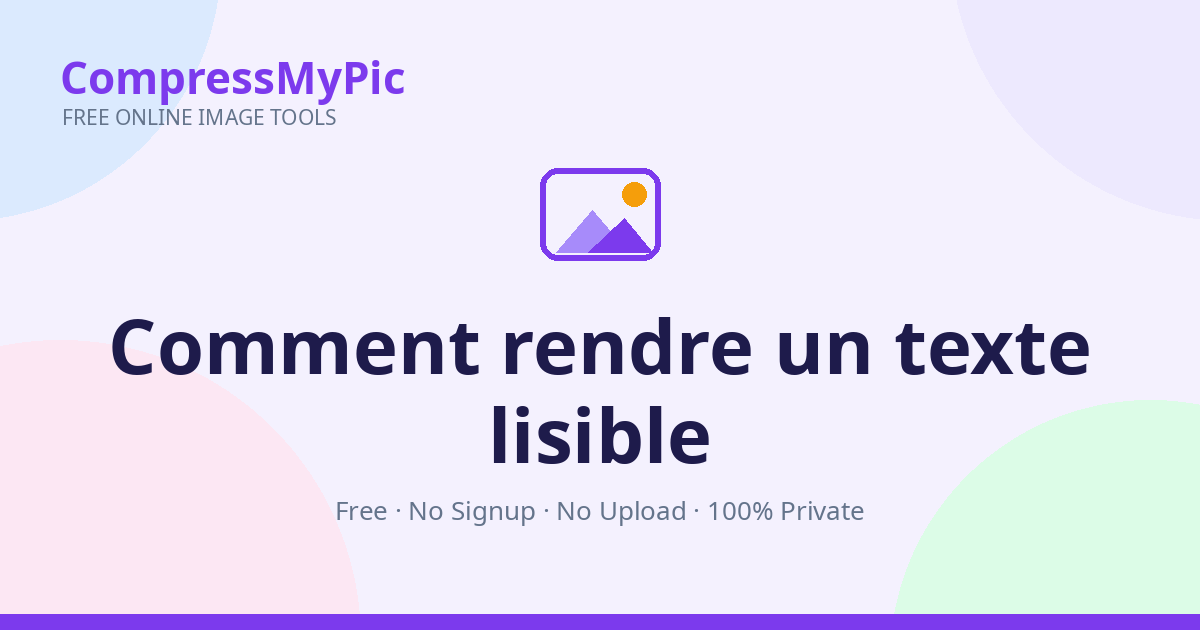 CompressMyPic
FREE ONLINE IMAGE TOOLS
Comment rendre un texte
lisible
Free · No Signup · No Upload · 100% Private